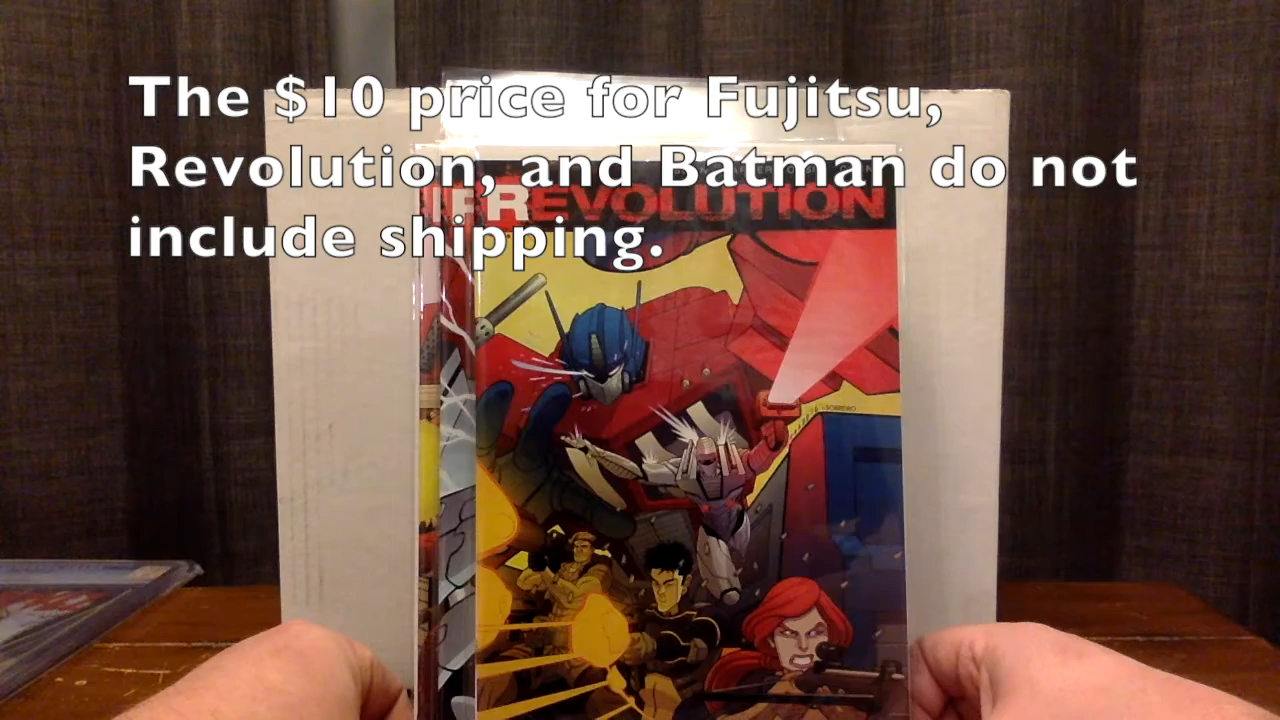 The $10 price for Fujitsu,
Revolution, and Batman do not
include shipping.
REVOLUTION